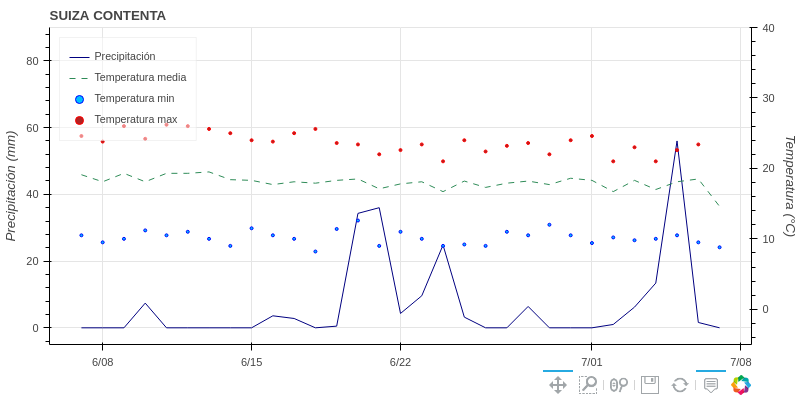 SUIZA CONTENTA
Precipitación
Temperatura media
Temperatura min
Temperatura max
Precipitación (mm)
80
60
40
20
0
Temperatura (°C)
40
30
20
10
0
6/08
6/15
6/22
7/01
7/08